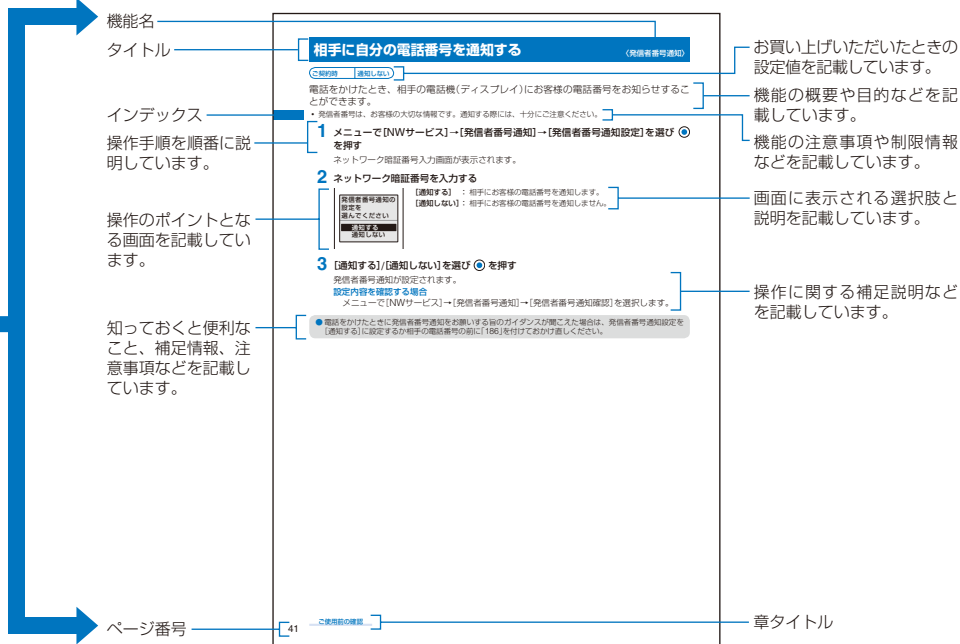 機能名
タイトル
インデックス
操作手順を順番に説
明しています。
操作のポイントとな
る画面を記載してい
ます。
知っておくと便利な
こと、補足情報、注
意事項などを記載し
ています。
ページ番号
相手に自分の電話番号を通知する 〈発信者番号通知〉
ご契約時 通知しない
電話をかけたとき、相手の電話機(ディスプレイ)にお客様の電話番号をお知らせするこ
とができます。
• 発信者番号は、お客様の大切な情報です。通知する際には、十分にご注意ください。
1 メニューで[NWサービス]→[発信者番号通知]→[発信者番号通知設定]を選び◉
を押す
ネットワーク暗証番号入力画面が表示されます。
2 ネットワーク暗証番号を入力する
発信者番号通知の
設定を
選んでください
通知する
通知しない
[通知する] :相手にお客様の電話番号を通知します。
[通知しない]:相手にお客様の電話番号を通知しません。
3 [通知する]/[通知しない]を選び◉を押す
発信者番号通知が設定されます。
設定内容を確認する場合
メニューで[NWサービス]→[発信者番号通知]→[発信者番号通知確認]を選択します。
●電話をかけたときに発信者番号通知をお願いする旨のガイダンスが聞こえた場合は、発信者番号通知設定を
[通知する]に設定するか相手の電話番号の前に「186」を付けておかけ直しください。
41
ご使用前の確認
お買い上げいただいたときの
設定値を記載しています。
機能の概要や目的などを記
載しています。
機能の注意事項や制限情報
などを記載しています。
画面に表示される選択肢と
説明を記載しています。
操作に関する補足説明など
を記載しています。
章タイトル